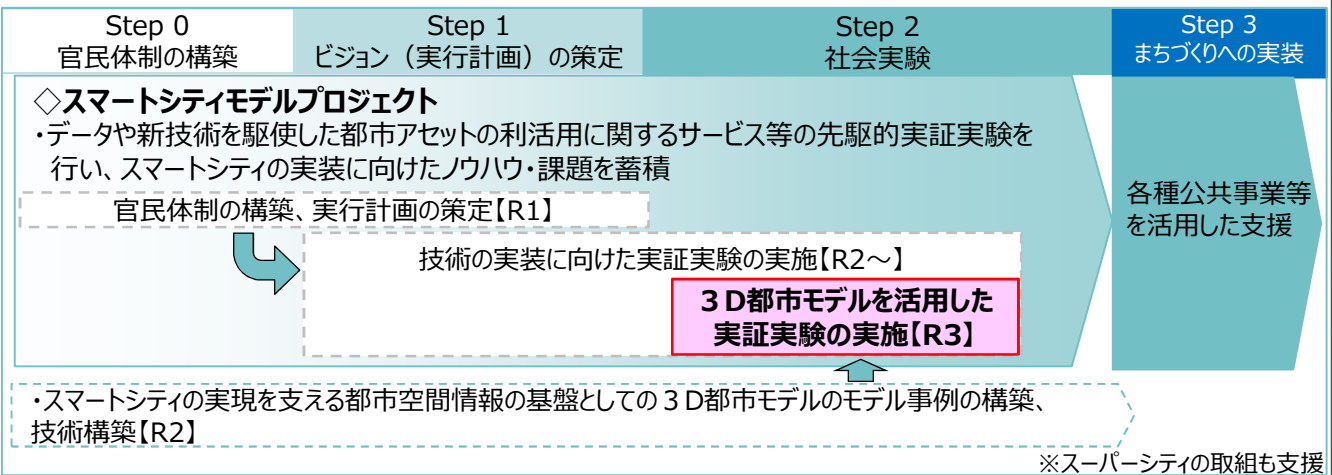 Step 0
官民体制の構築
Step 1
ビジョン（実行計画）の策定
Step 2
社会実験
Step 3
まちづくりへの実装
◇スマートシティモデルプロジェクト
・データや新技術を駆使した都市アセットの利活用に関するサービス等の先駆的実証実験を
行い、スマートシティの実装に向けたノウハウ・課題を蓄積
官民体制の構築、実行計画の策定【R1】
技術の実装に向けた実証実験の実施【R2～】
３D都市モデルを活用した
実証実験の実施【R3】
各種公共事業等
を活用した支援
・スマートシティの実現を支える都市空間情報の基盤としての３D都市モデルのモデル事例の構築、
技術構築【R2】
※スーパーシティの取組も支援